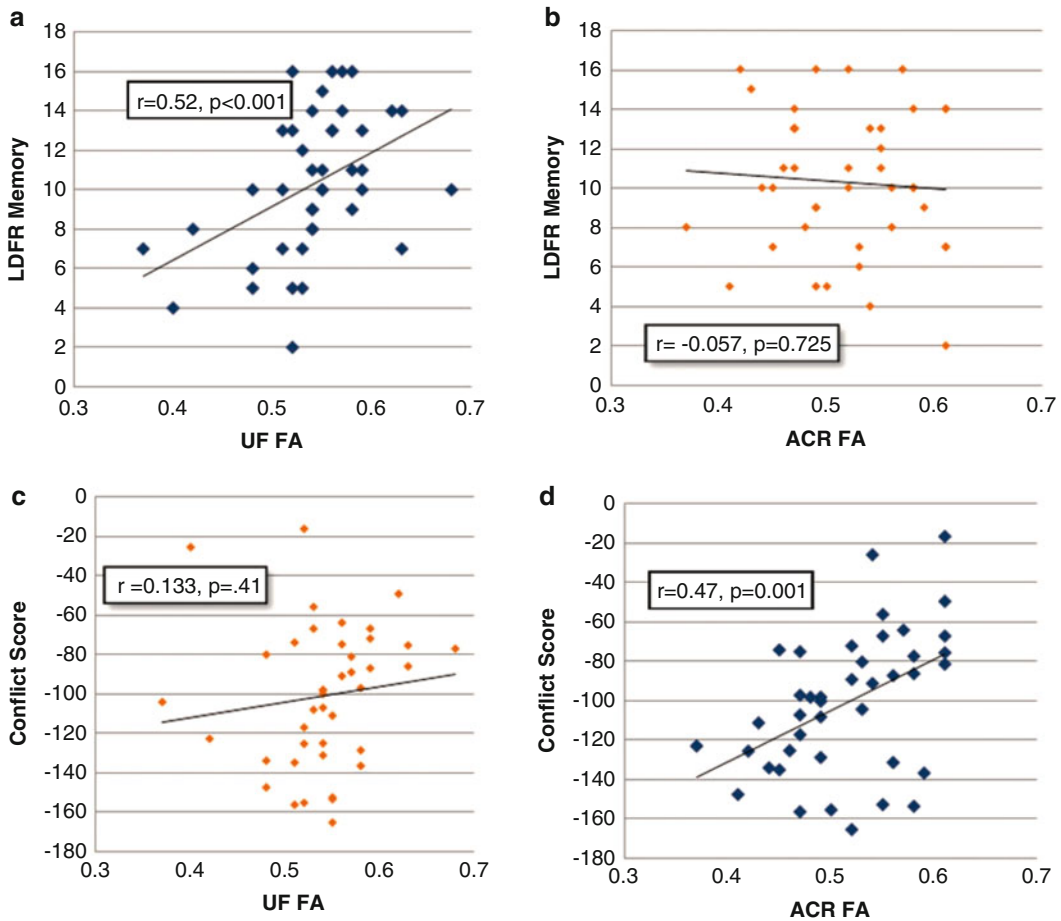 a
18
16
14
12
10
8
6
4
2
0
LDFR Memory
r=0.52, p<0.001
0.3 0.4 0.5 0.6 0.7
UF FA
b
18
16
14
12
10
8
6
4
2
0
LDFR Memory
r= -0.057, p=0.725
0.3 0.4 0.5 0.6 0.7
ACR FA
c
0
-20
-40
-60
-80
-100
-120
-140
-160
-180
Conflict Score
r =0.133, p=.41
0.3 0.4 0.5 0.6 0.7
UF FA
d
0
-20
-40
-60
-80
-100
-120
-140
-160
-180
Conflict Score
r=0.47, p=0.001
0.3 0.4 0.5 0.6 0.7
ACR FA